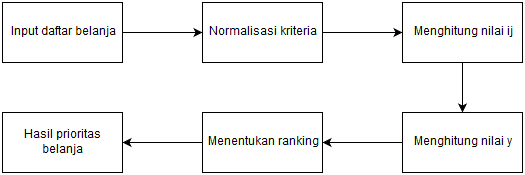 Input daftar belanja
Normalisasi kriteria
Menghitung nilai ij
Menghitung nilai y
Menentukan ranking
Hasil prioritas
belanja